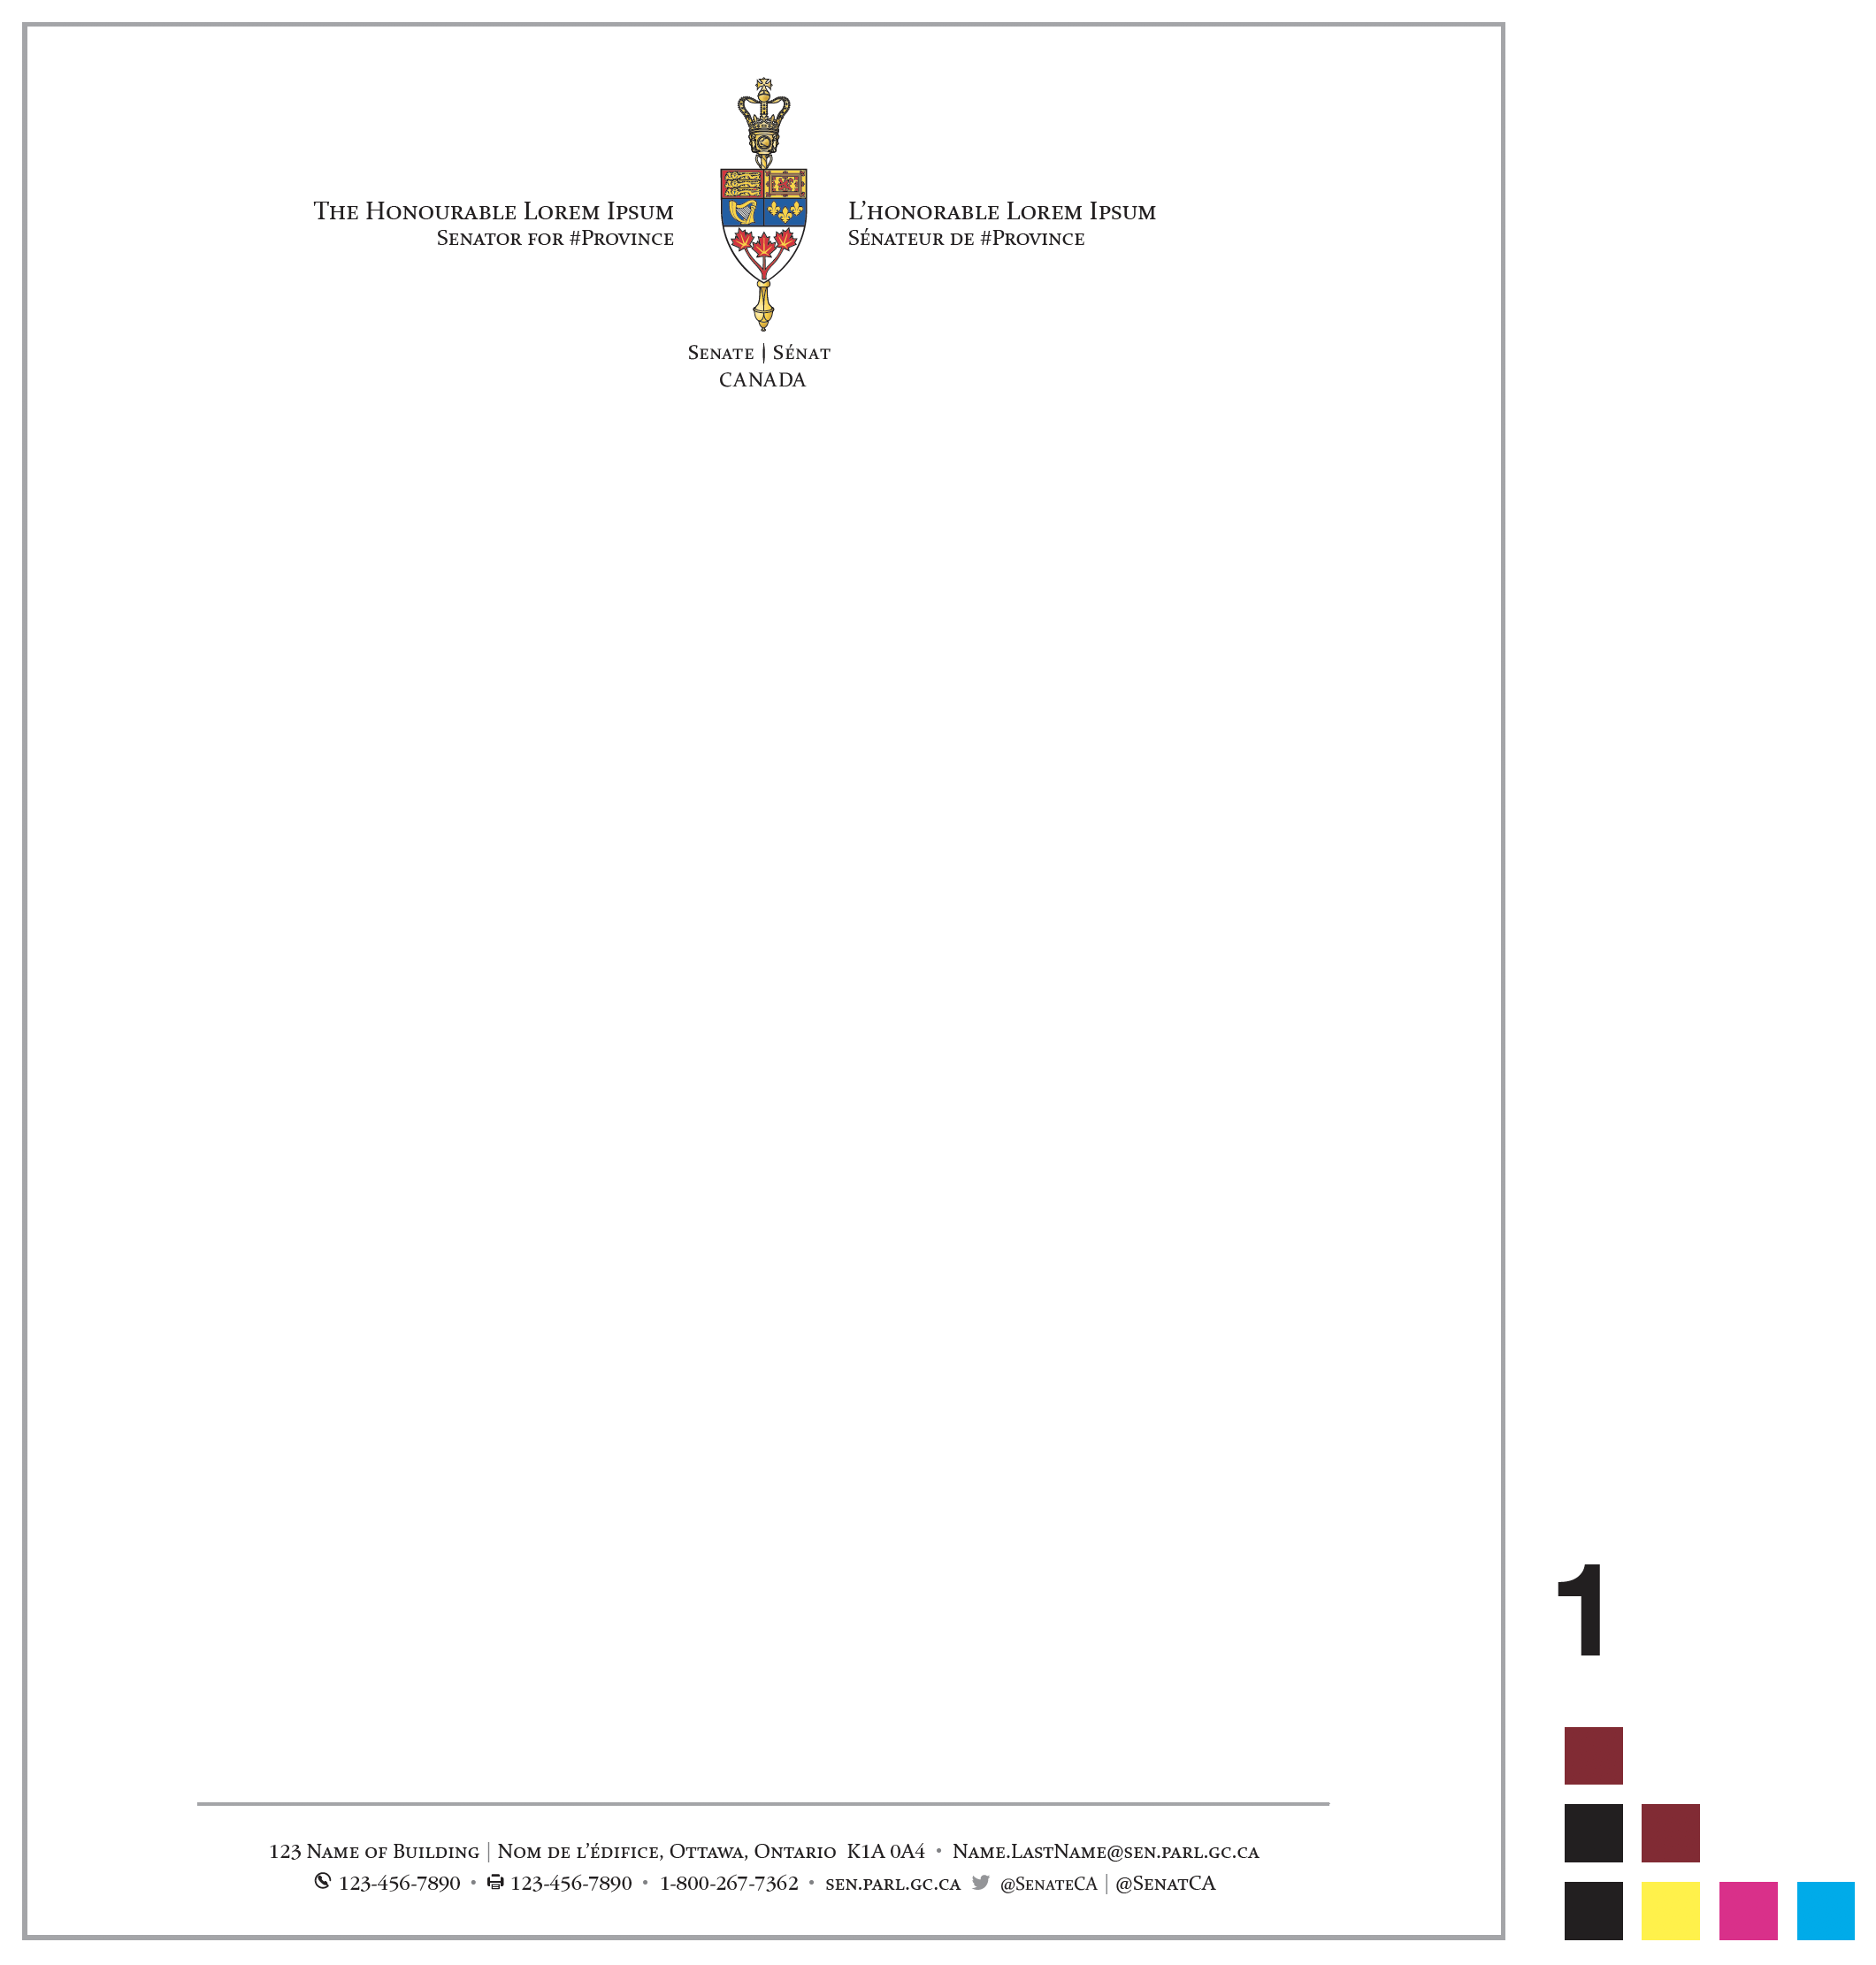 The Honourable Lorem Ipsum
Senator for #Province
L’honorable Lorem Ipsum
Sénateur de #Province
Senate | Sénat
CANADA
1
123 Name of Building | Nom de l’édifice, Ottawa, Ontario K1A 0A4 • Name.LastName@sen.parl.gc.ca
123-456-7890 • 123-456-7890 • 1-800-267-7362 • sen.parl.gc.ca @SenateCA | @SenatCA